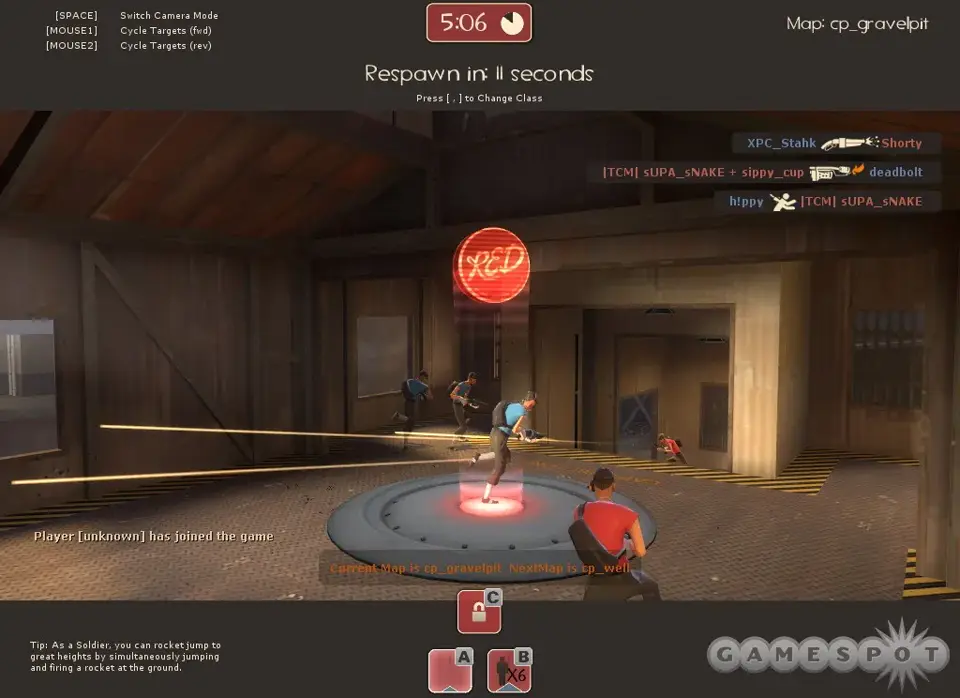 [SPACE] Switch Camera Mode
[MOUSE1] Cycle Targets (fwd)
[MOUSE2] Cycle Targets (rev)
5:06
Map: cp_gravelpit
Respawn in: 11 seconds
Press [ , ] to Change Class
XPC_Stahk Shorty
[TCM] sUPA_sNAKE + sippy_cup deadbolt
h!ppy [TCM] sUPA_sNAKE
RED
Player [unknown] has joined the game
Current Map is cp_gravelpit NextMap is cp_well
C
Tip: As a Soldier, you can rocket jump to
great heights by simultaneously jumping
and firing a rocket at the ground.
A B
X6
GAMESPOT